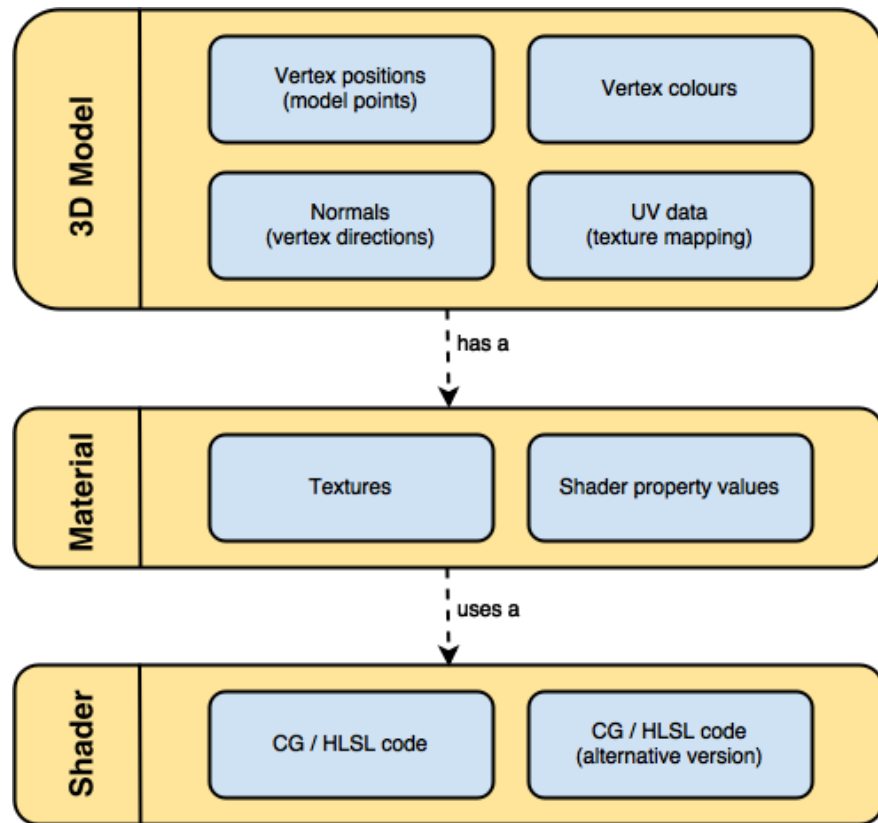 3D Model
Vertex positions
(model points)
Vertex colours
Normals
(vertex directions)
UV data
(texture mapping)
has a
Material
Textures
Shader property values
uses a
Shader
CG / HLSL code
CG / HLSL code
(alternative version)